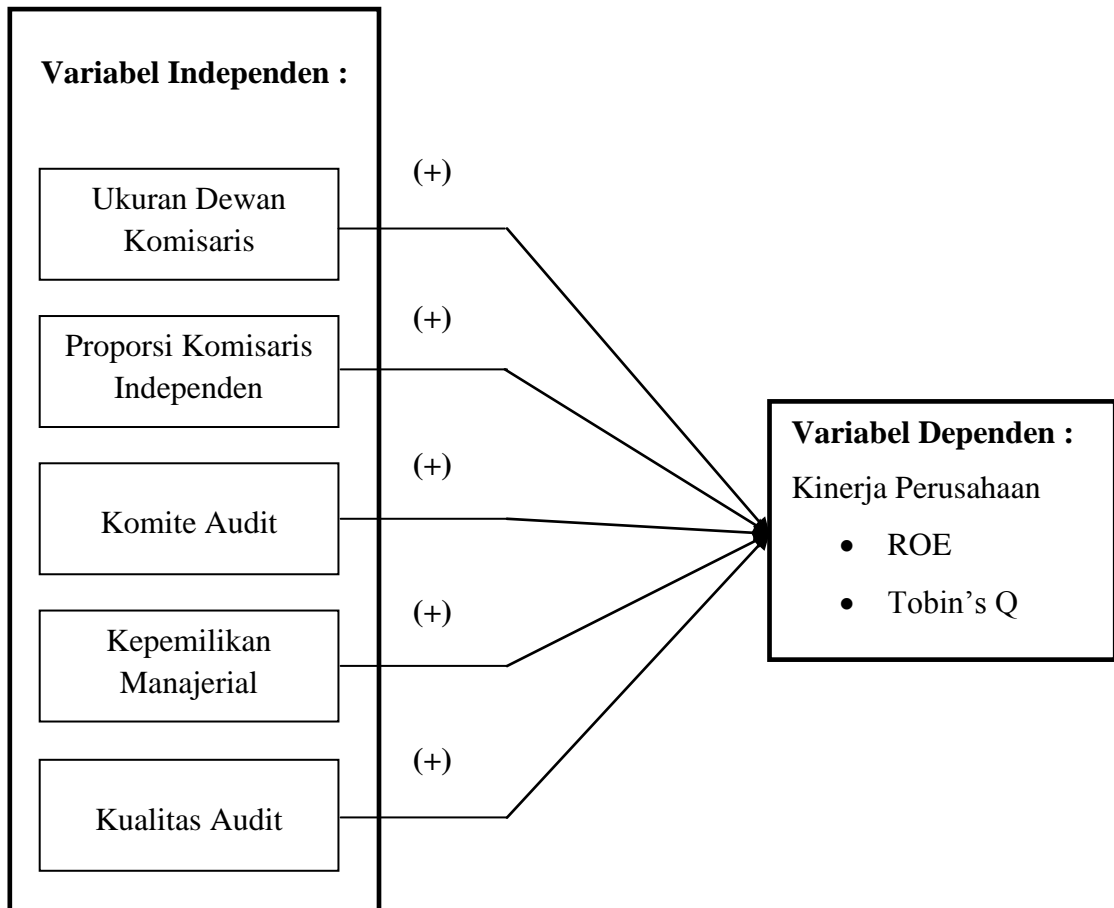 Variabel Independen :
(+)
Ukuran Dewan
Komisaris
(+)
Proporsi Komisaris
Independen
(+)
Komite Audit
(+)
Kepemilikan
Manajerial
(+)
Kualitas Audit
Variabel Dependen :
Kinerja Perusahaan
• ROE
• Tobin’s Q